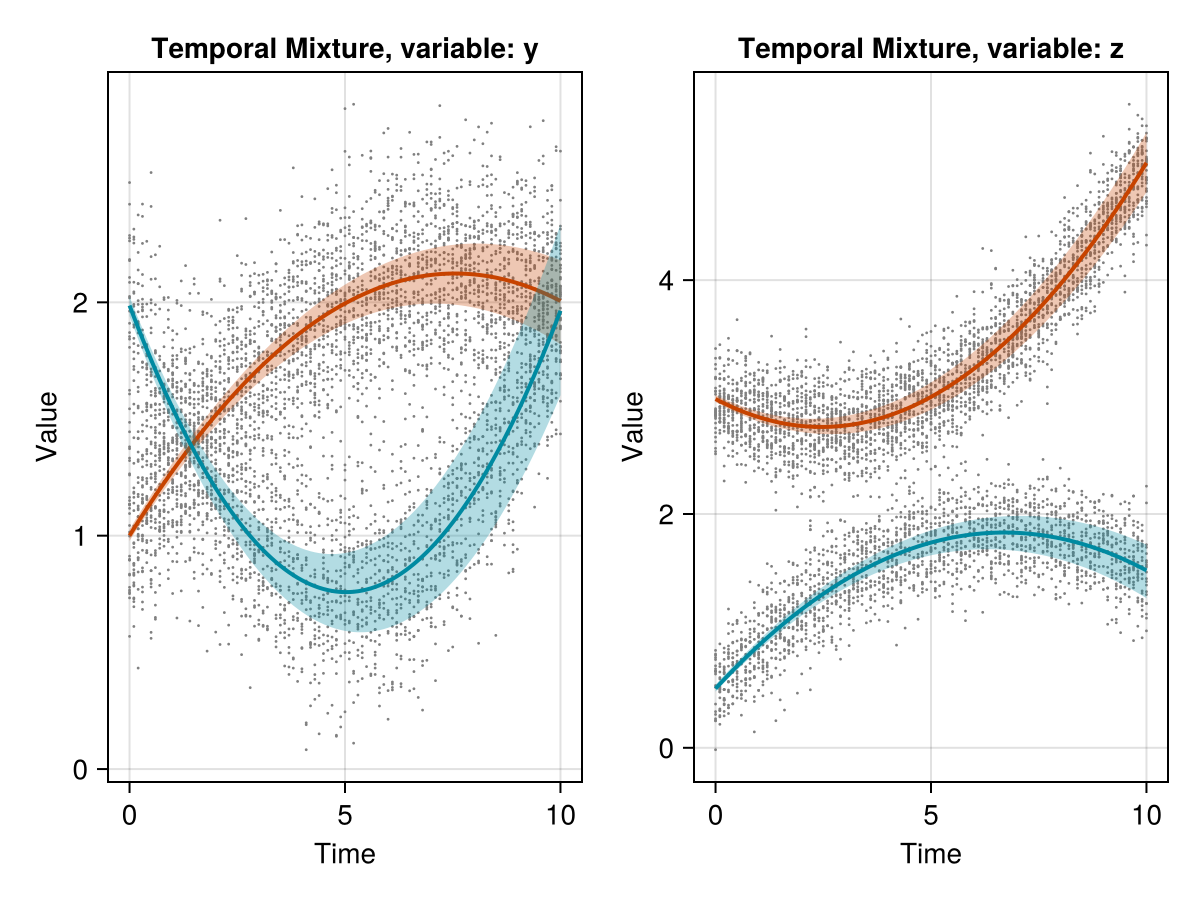 Temporal Mixture, variable: y
Value
2
1
0
0 5 10
Time
Temporal Mixture, variable: z
Value
4
2
0
0 5 10
Time